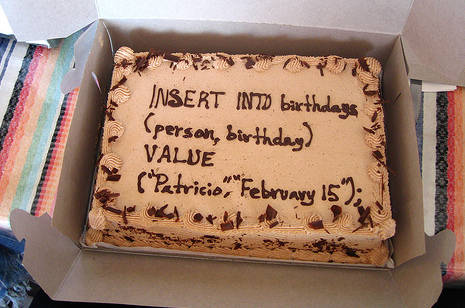 INSERT INTO birthdays
(person, birthday)
VALUE
("Patricio", "February 15");